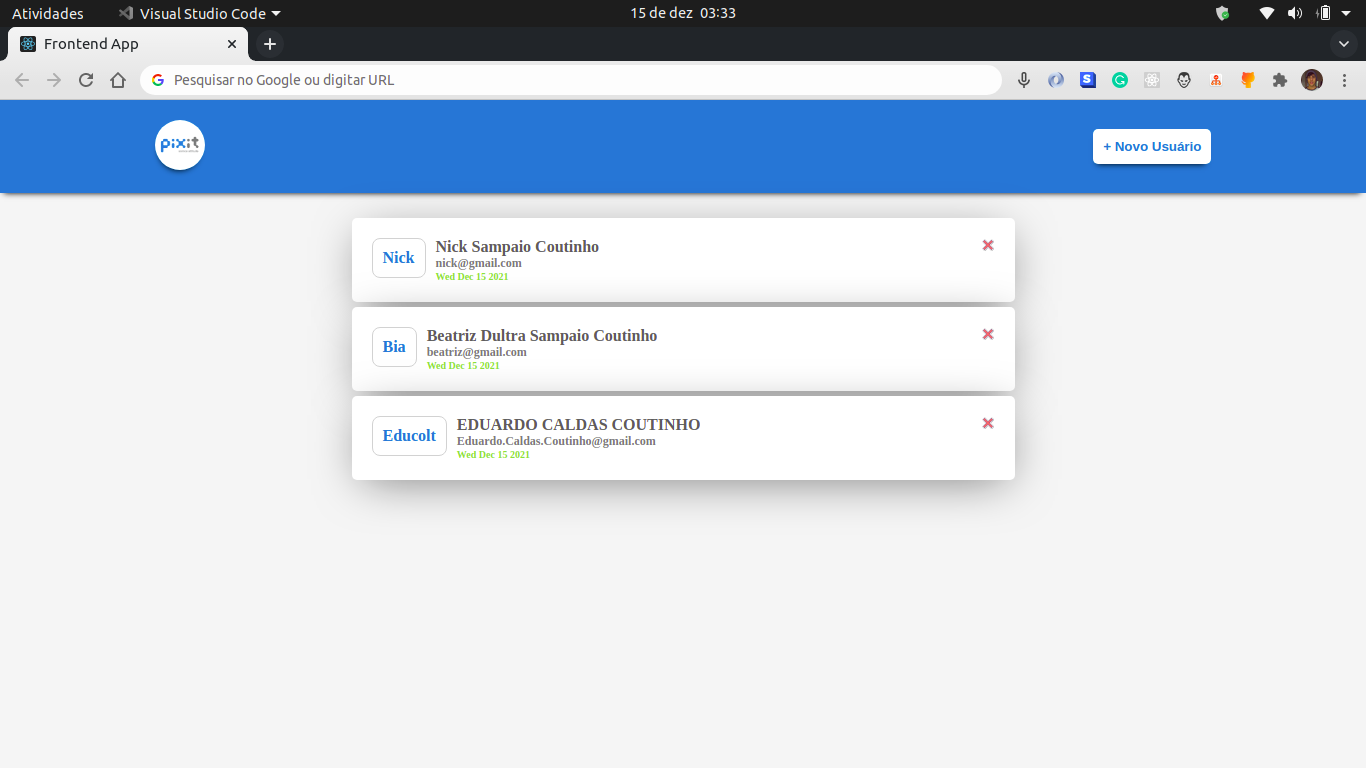 Atividades
Visual Studio Code
15 de dez 03:33
Frontend App
Pesquisar no Google ou digitar URL
pixit
+ Novo Usuário
Nick
Nick Sampaio Coutinho
nick@gmail.com
Wed Dec 15 2021
Bia
Beatriz Dultra Sampaio Coutinho
beatriz@gmail.com
Wed Dec 15 2021
Educolt
EDUARDO CALDAS COUTINHO
Eduardo.Caldas.Coutinho@gmail.com
Wed Dec 15 2021